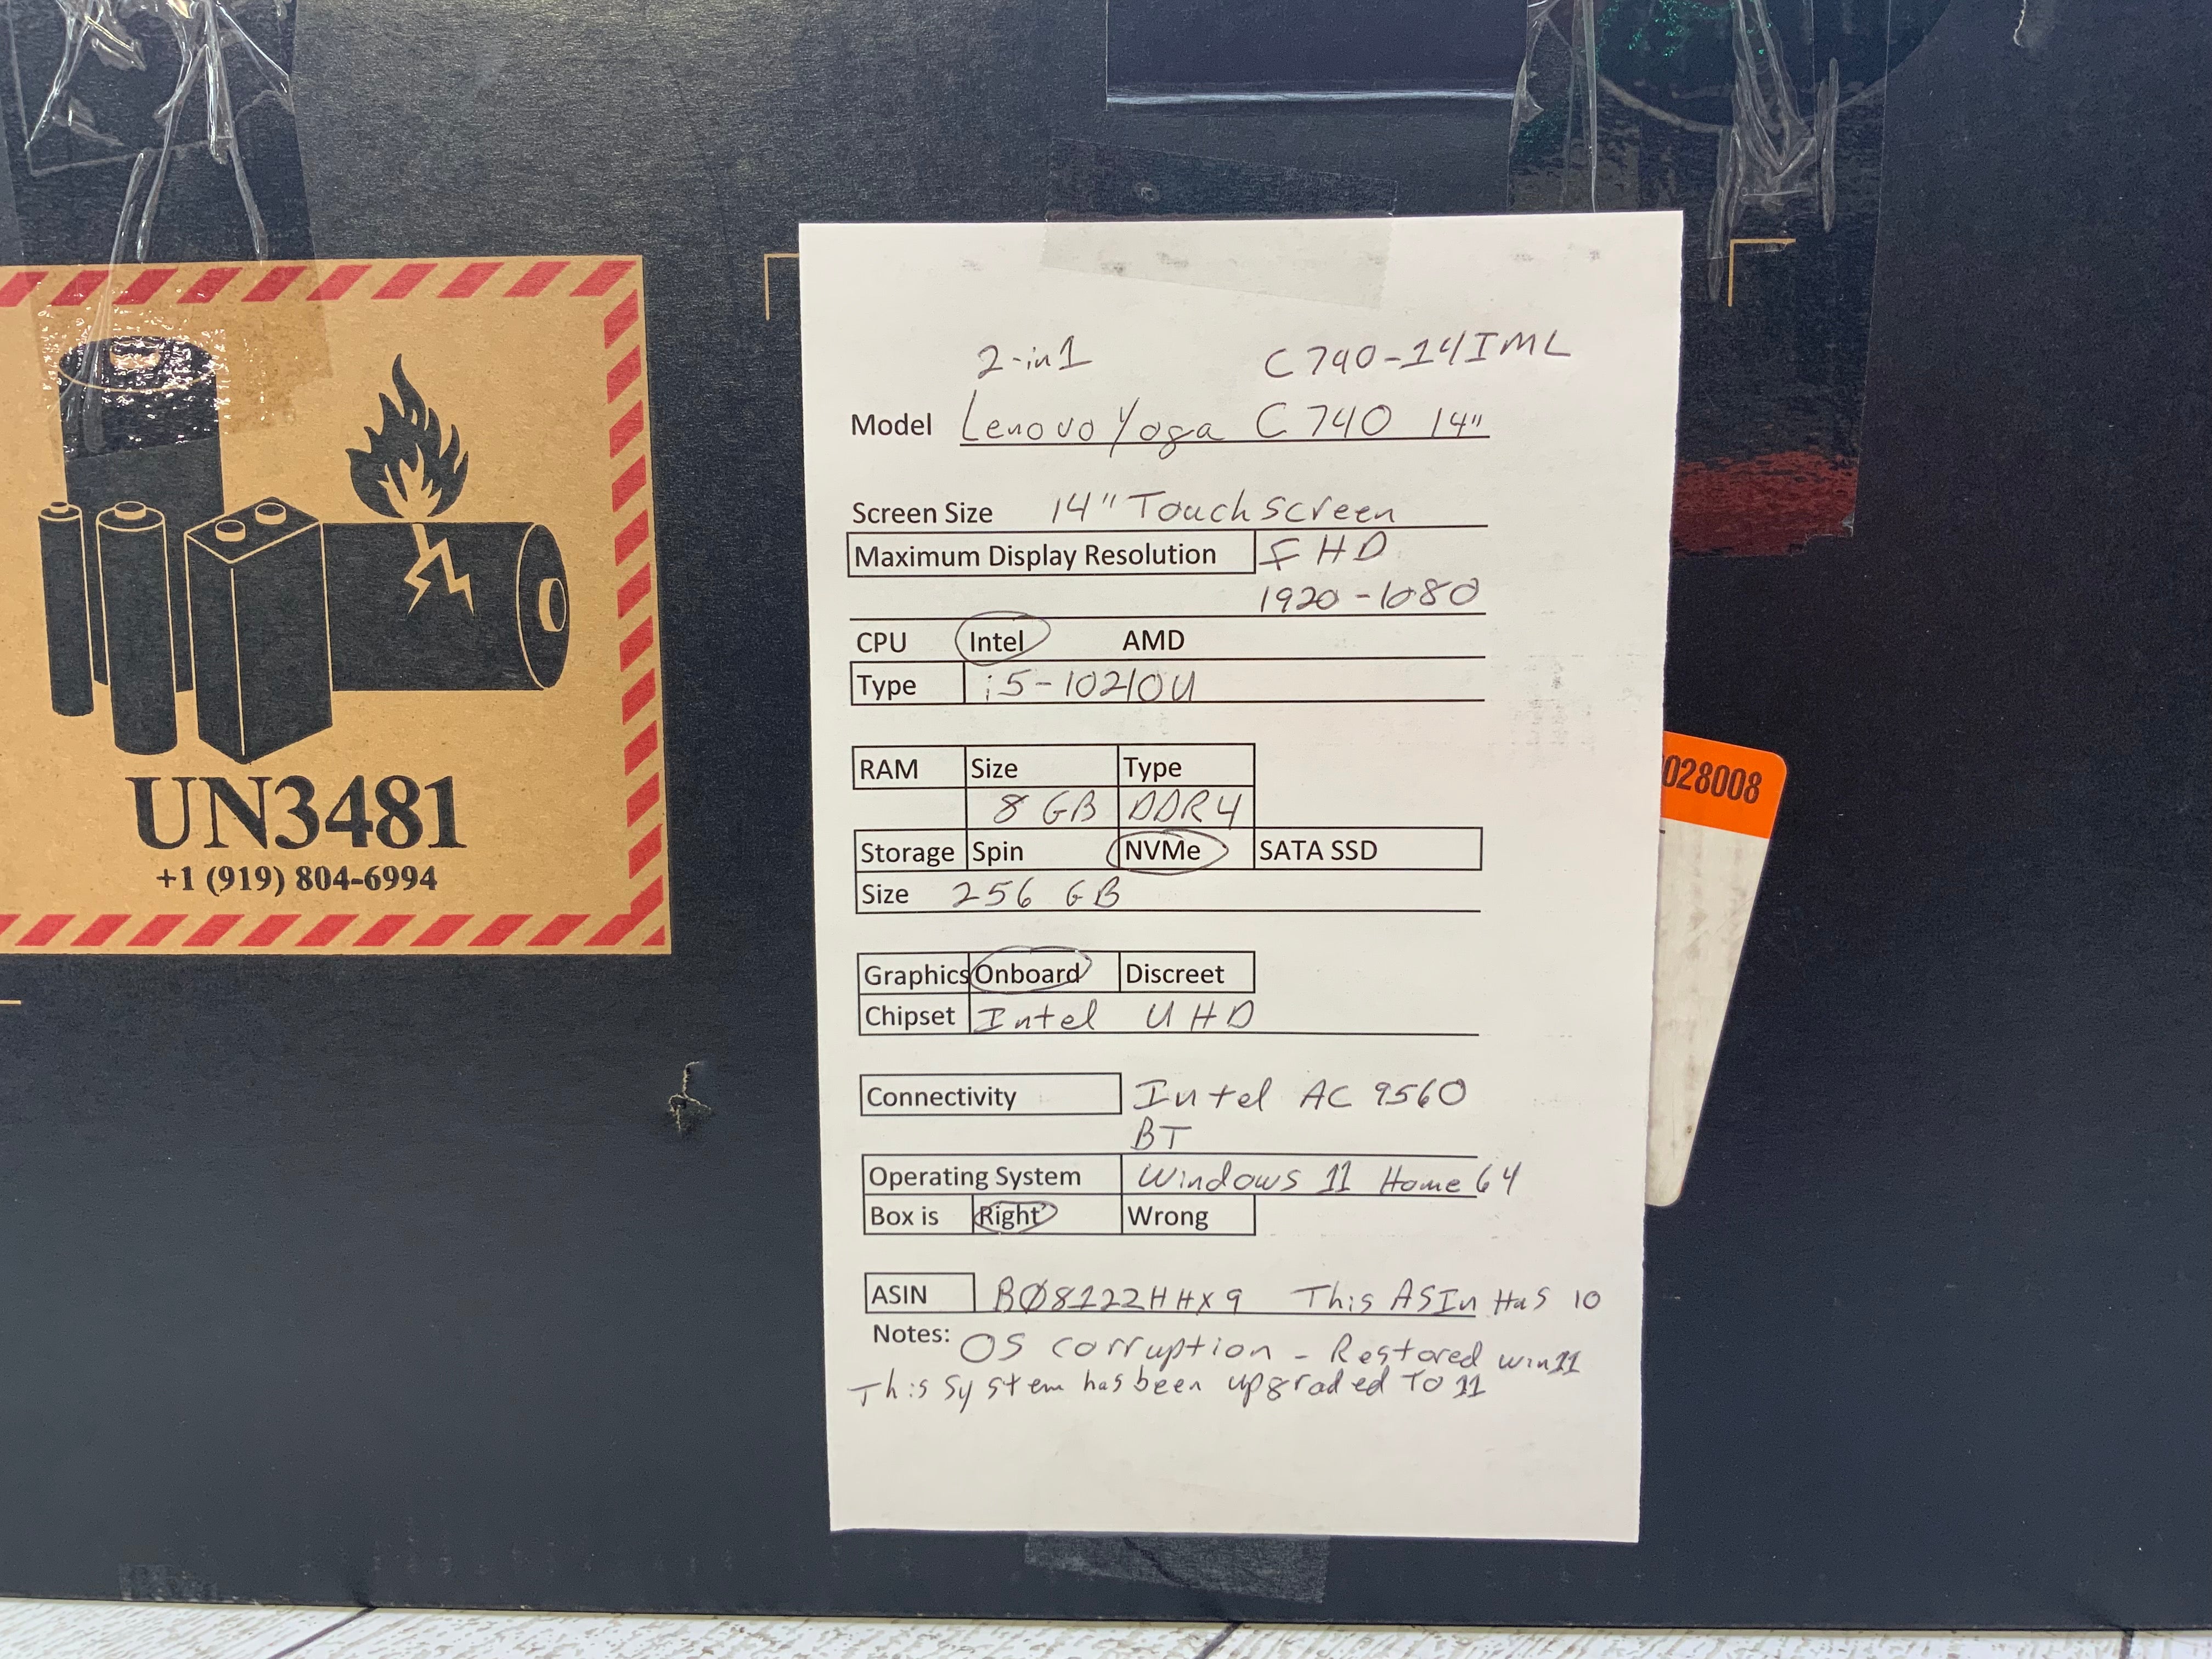 UN3481
+1 (919) 804-6994
2-in1 C740-14IML
Model Lenovo Yoga C740 14"
Screen Size 14" Touch screen
Maximum Display Resolution FHD
1920-1080
CPU Intel AMD
Type i5-10210U
RAM Size Type
8 GB DDR4
Storage Spin NVMe SATA SSD
Size 256 GB
Graphics Onboard Discreet
Chipset Intel UHD
Connectivity Intel AC 9560
BT
Operating System Windows 11 Home 64
Box is Right Wrong
ASIN BØ8122HHX9 This ASIn Has 10
Notes: OS corruption - Restored win11
This system has been upgraded To 11
028008